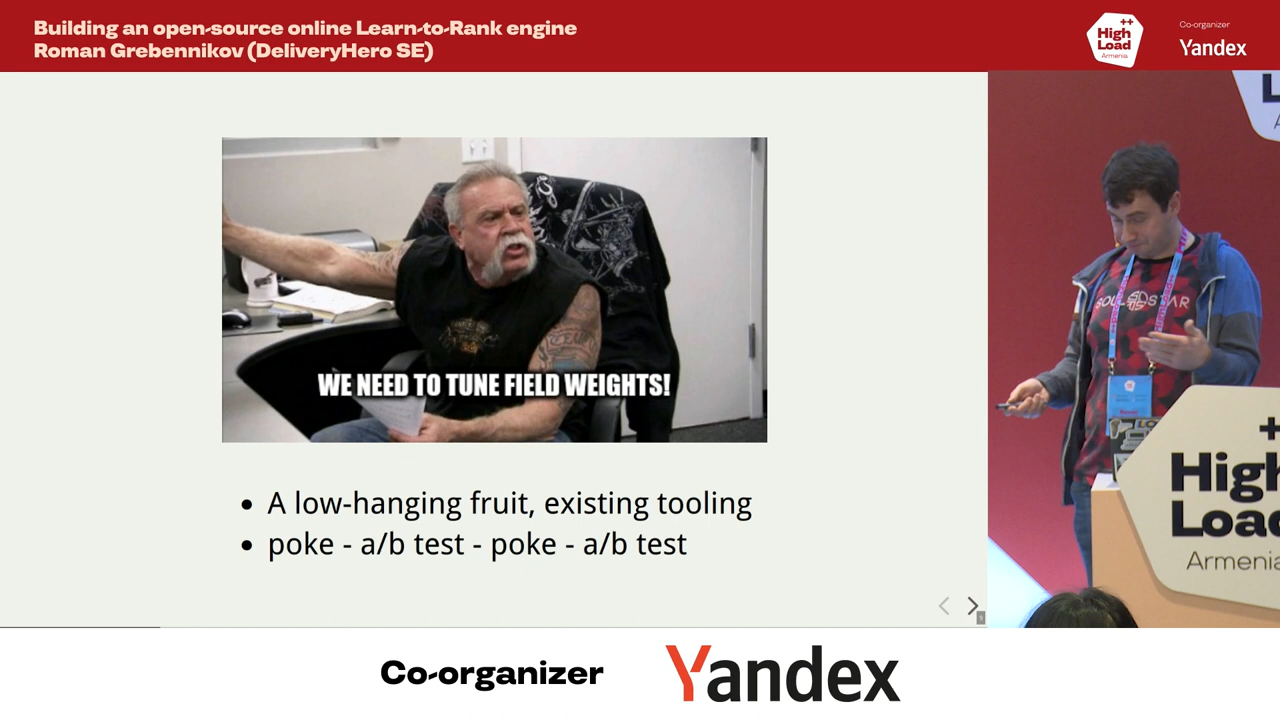 Building an open-source online Learn-to-Rank engine
Roman Grebennikov (DeliveryHero SE)
++
High
Load
Armenia
Co-organizer
Yandex
WE NEED TO TUNE FIELD WEIGHTS!
• A low-hanging fruit, existing tooling
• poke - a/b test - poke - a/b test
SOULS STAR
High
Load
Armenia
Co-organizer
Yandex